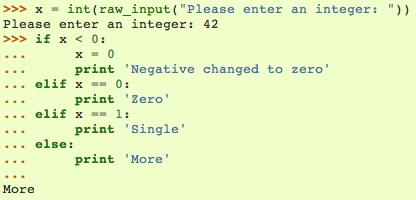 >>> x = int(raw_input("Please enter an integer: "))
Please enter an integer: 42
>>> if x < 0:
...      x = 0
...      print 'Negative changed to zero'
... elif x == 0:
...      print 'Zero'
... elif x == 1:
...      print 'Single'
... else:
...      print 'More'
...
More